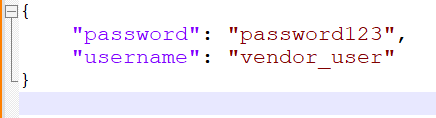 {
"password": "password123",
"username": "vendor_user"
}